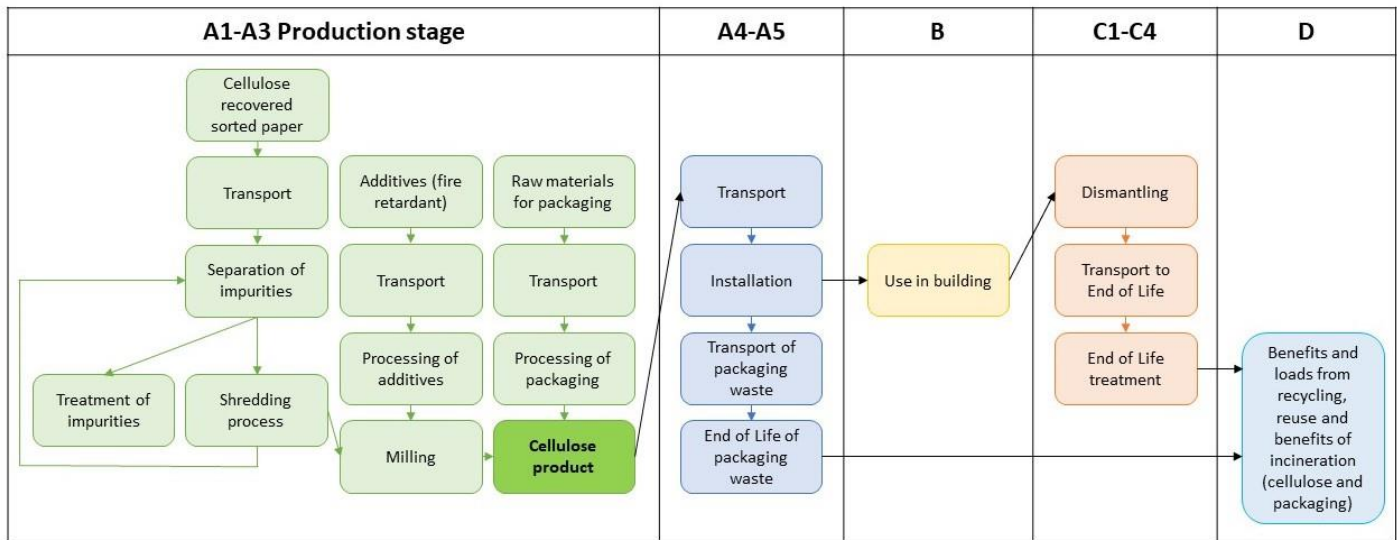 A1-A3 Production stage
A4-A5
B
C1-C4
D
Cellulose
recovered
sorted paper
Transport
Separation of
impurities
Treatment of
impurities
Shredding
process
Additives (fire
retardant)
Transport
Processing of
additives
Milling
Raw materials
for packaging
Transport
Processing of
packaging
Cellulose
product
Transport
Installation
Transport of
packaging
waste
End of Life of
packaging
waste
Use in building
Dismantling
Transport to
End of Life
End of Life
treatment
Benefits and
loads from
recycling,
reuse and
benefits of
incineration
(cellulose and
packaging)